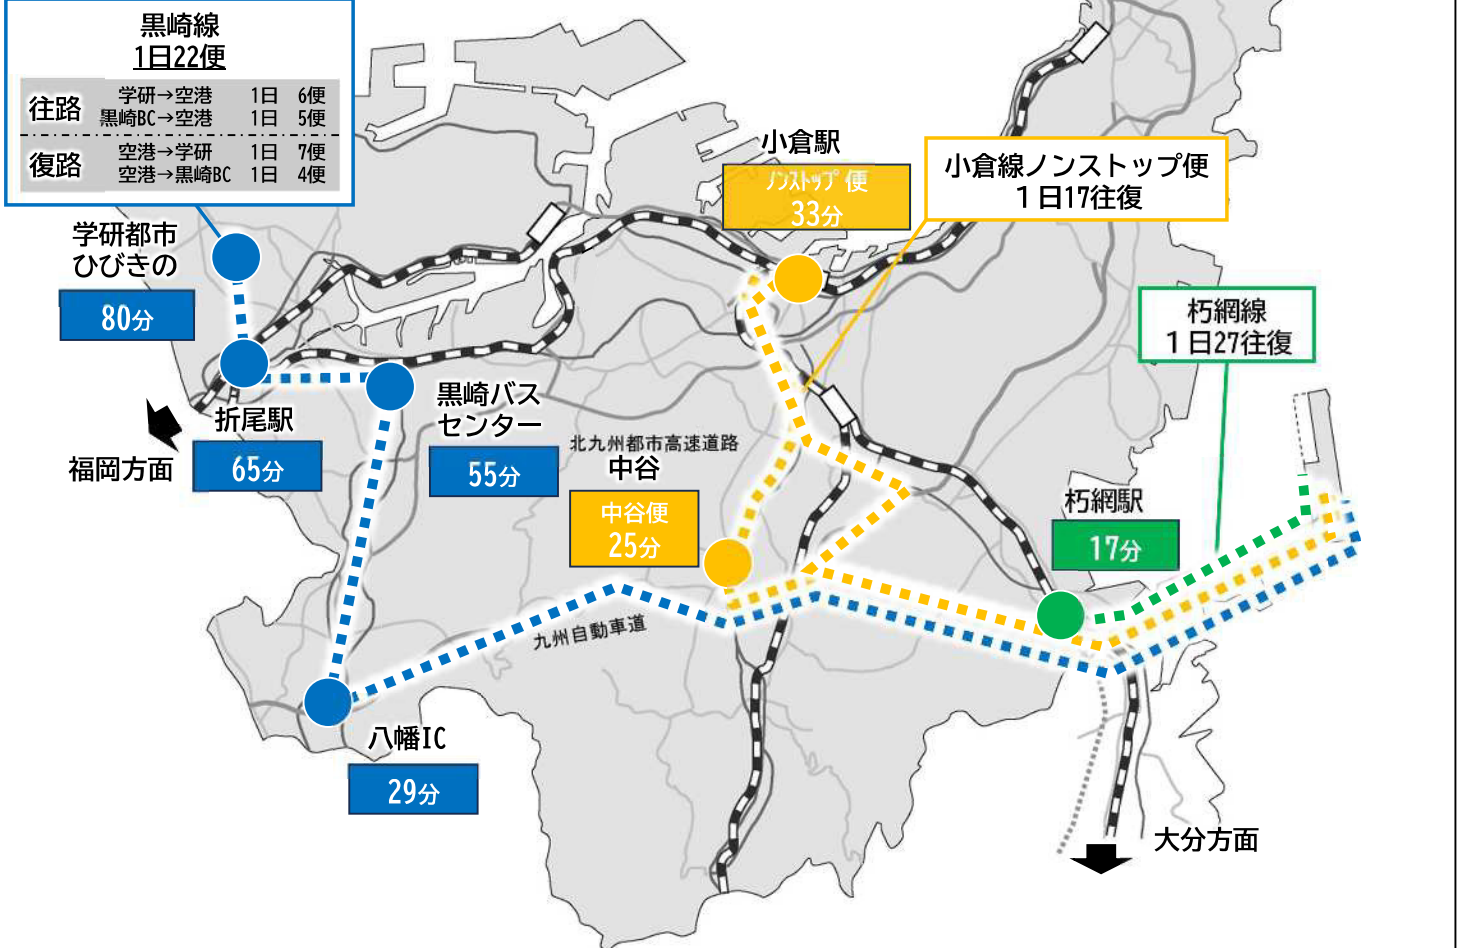 黒崎線
1日22便
往路
学研→空港 1日 6便
黒崎BC→空港 1日 5便
復路
空港→学研 1日 7便
空港→黒崎BC 1日 4便
学研都市
ひびきの
80分
折尾駅
65分
福岡方面
黒崎バス
センター
55分
小倉駅
ノンストップ 便
33分
小倉線ノンストップ便
1日17往復
朽網線
1日27往復
北九州都市高速道路
中谷
中谷便
25分
朽網駅
17分
九州自動車道
八幡IC
29分
大分方面